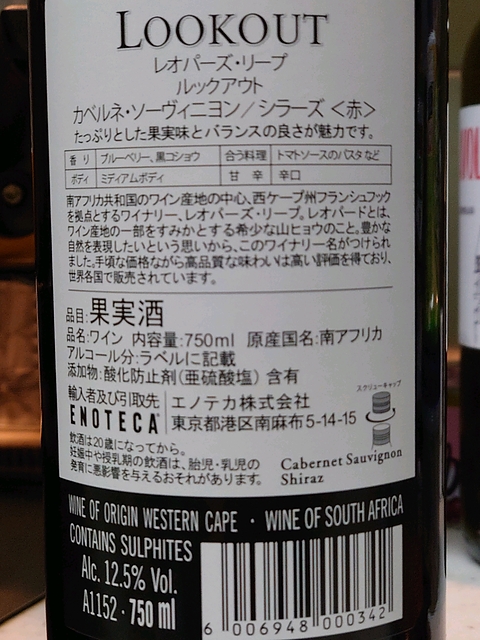 LOOKOUT
レオパーズ・リープ
ルックアウト
カベルネ・ソーヴィニヨン／シラーズ <赤>
たっぷりとした果実味とバランスの良さが魅力です。
香り ブルーベリー、黒コショウ 合う料理 トマトソースのパスタなど
ボディ ミディアムボディ 甘辛 辛口
南アフリカ共和国のワイン産地の中心、西ケープ州フランシュフック
を拠点とするワイナリー、レオパーズ・リープ。レオパードとは、
ワイン産地の一部をすみかとする希少な山ヒョウのこと。豊かな
自然を表現したいという思いから、このワイナリー名がつけられ
ました。手頃な価格ながら高品質な味わいは高い評価を得ており、
世界各国で販売されています。
品目:果実酒
品名:ワイン 内容量:750ml 原産国名:南アフリカ
アルコール分:ラベルに記載
添加物:酸化防止剤(亜硫酸塩)含有
輸入者及び引取先 エノテカ株式会社
ENOTECA 東京都港区南麻布5-14-15
スクリューキャップ
飲酒は20歳になってから。
妊娠中や授乳期の飲酒は、胎児・乳児の
発育に悪影響を与えるおそれがあります。
Cabernet Sauvignon
Shiraz
WINE OF ORIGIN WESTERN CAPE · WINE OF SOUTH AFRICA
CONTAINS SULPHITES
Alc. 12.5% Vol.
A1152 · 750 ml
6 006948 000342